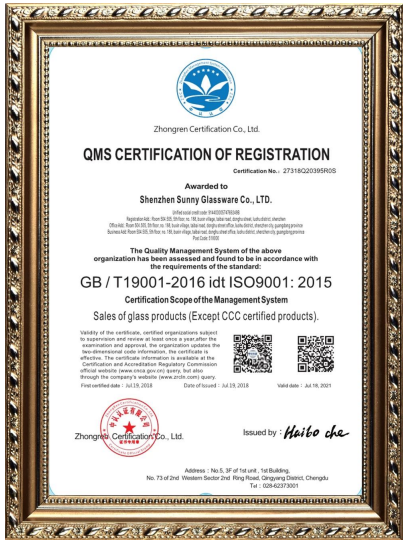 Zhongren Certification Co., Ltd.
QMS CERTIFICATION OF REGISTRATION
Certification No.: 27318Q20395R0S
Awarded to
Shenzhen Sunny Glassware Co., LTD.
The Quality Management System of the above
organization has been assessed and found to be in accordance with
the requirements of the standard:
GB / T19001-2016 idt ISO9001: 2015
Certification Scope of the Management System
Sales of glass products (Except CCC certified products).
Validity of the certificate, certified organizations subject
to supervision and review at least once a year, after the
examination and approval, the organization updates the
two-dimensional code information, the certificate is
effective. The certificate information is available at the
Certification and Accreditation Regulatory Commission
official website (www.cnca.gov.cn) query, but also
through the company's website (www.zrcltn.com) query.
First certified date : Jul.19, 2018 Date of Issued : Jul.19, 2018 Valid date : Jul.18, 2021
Zhongren Certification Co., Ltd.
Issued by : Haibo che
Address : No.5, 3F of 1st unit , 1st Building,
No. 73 of 2nd Western Sector 2nd Ring Road, Qingyang District, Chengdu
Tel : 028-62373001